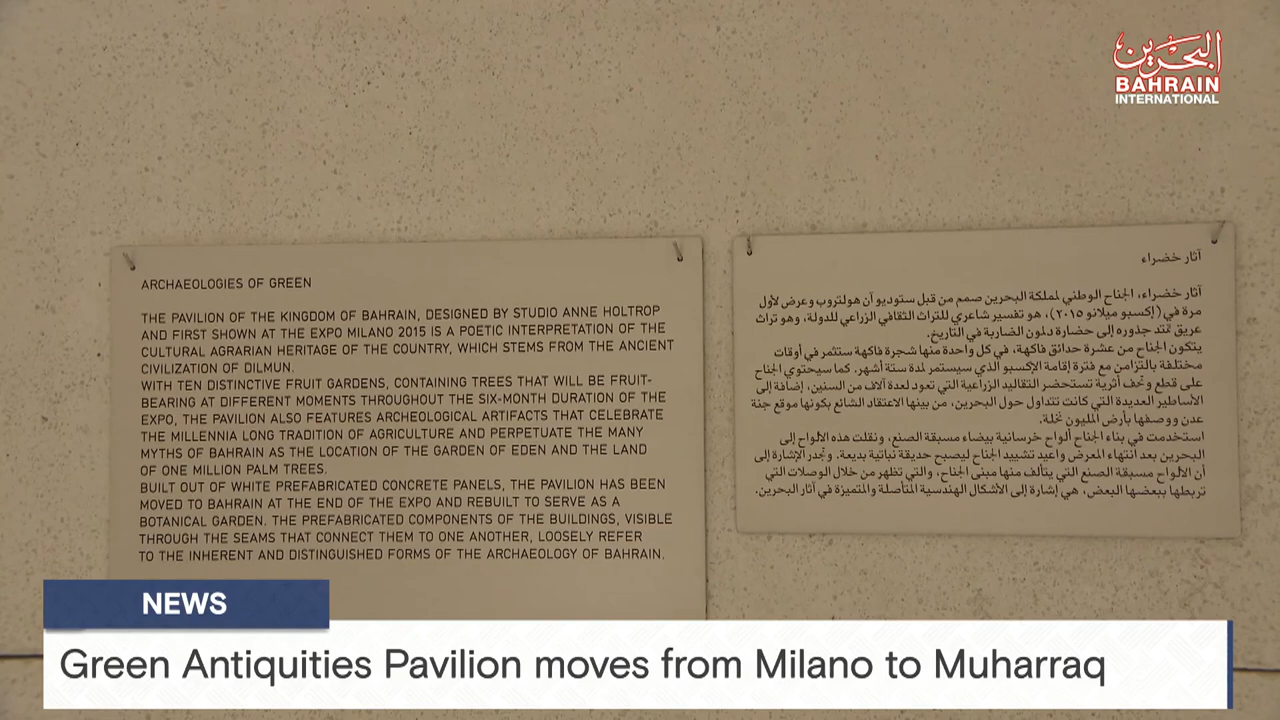 البحرين
BAHRAIN
INTERNATIONAL
ARCHAEOLOGIES OF GREEN
THE PAVILION OF THE KINGDOM OF BAHRAIN, DESIGNED BY STUDIO ANNE HOLTROP
AND FIRST SHOWN AT THE EXPO MILANO 2015 IS A POETIC INTERPRETATION OF THE
CULTURAL AGRARIAN HERITAGE OF THE COUNTRY, WHICH STEMS FROM THE ANCIENT
CIVILIZATION OF DILMUN.
WITH TEN DISTINCTIVE FRUIT GARDENS, CONTAINING TREES THAT WILL BE FRUIT-
BEARING AT DIFFERENT MOMENTS THROUGHOUT THE SIX-MONTH DURATION OF THE
EXPO, THE PAVILION ALSO FEATURES ARCHEOLOGICAL ARTIFACTS THAT CELEBRATE
THE MILLENNIA LONG TRADITION OF AGRICULTURE AND PERPETUATE THE MANY
MYTHS OF BAHRAIN AS THE LOCATION OF THE GARDEN OF EDEN AND THE LAND
OF ONE MILLION PALM TREES.
BUILT OUT OF WHITE PREFABRICATED CONCRETE PANELS, THE PAVILION HAS BEEN
MOVED TO BAHRAIN AT THE END OF THE EXPO AND REBUILT TO SERVE AS A
BOTANICAL GARDEN. THE PREFABRICATED COMPONENTS OF THE BUILDINGS, VISIBLE
THROUGH THE SEAMS THAT CONNECT THEM TO ONE ANOTHER, LOOSELY REFER
TO THE INHERENT AND DISTINGUISHED FORMS OF THE ARCHAEOLOGY OF BAHRAIN.
آثار خضراء
آثار خضراء، الجناح الوطني لمملكة البحرين صمم من قبل ستوديو آن هولتروب وعرض لأول
مرة في (إكسبو ميلانو ٢٠١٥)، هو تفسير شاعري للتراث الثقافي الزراعي للدولة، وهو تراث
عريق تمتد جذوره إلى حضارة دلمون الضاربة في التاريخ.
يتكون الجناح من عشرة حدائق فاكهة، في كل واحدة منها شجرة فاكهة ستثمر في أوقات
مختلفة بالتزامن مع فترة إقامة الإكسبو الذي سيستمر لمدة ستة أشهر. كما سيحتوي الجناح
على قطع وتحف أثرية تستحضر التقاليد الزراعية التي تعود لعدة آلاف من السنين، إضافة إلى
الأساطير العديدة التي كانت تتداول حول البحرين، من بينها الاعتقاد الشائع بكونها موقع جنة
عدن ووصفها بأرض المليون نخلة.
استخدمت في بناء الجناح ألواح خرسانية بيضاء مسبقة الصنع، ونقلت هذه الألواح إلى
البحرين بعد انتهاء المعرض وأعيد تشييد الجناح ليصبح حديقة نباتية بديعة. وتجدر الإشارة إلى
أن الألواح مسبقة الصنع التي يتألف منها مبنى الجناح، والتي تظهر من خلال الوصلات التي
تربطها ببعضها البعض، هي إشارة إلى الأشكال الهندسية المتأصلة والمتميزة في آثار البحرين.
NEWS
Green Antiquities Pavilion moves from Milano to Muharraq